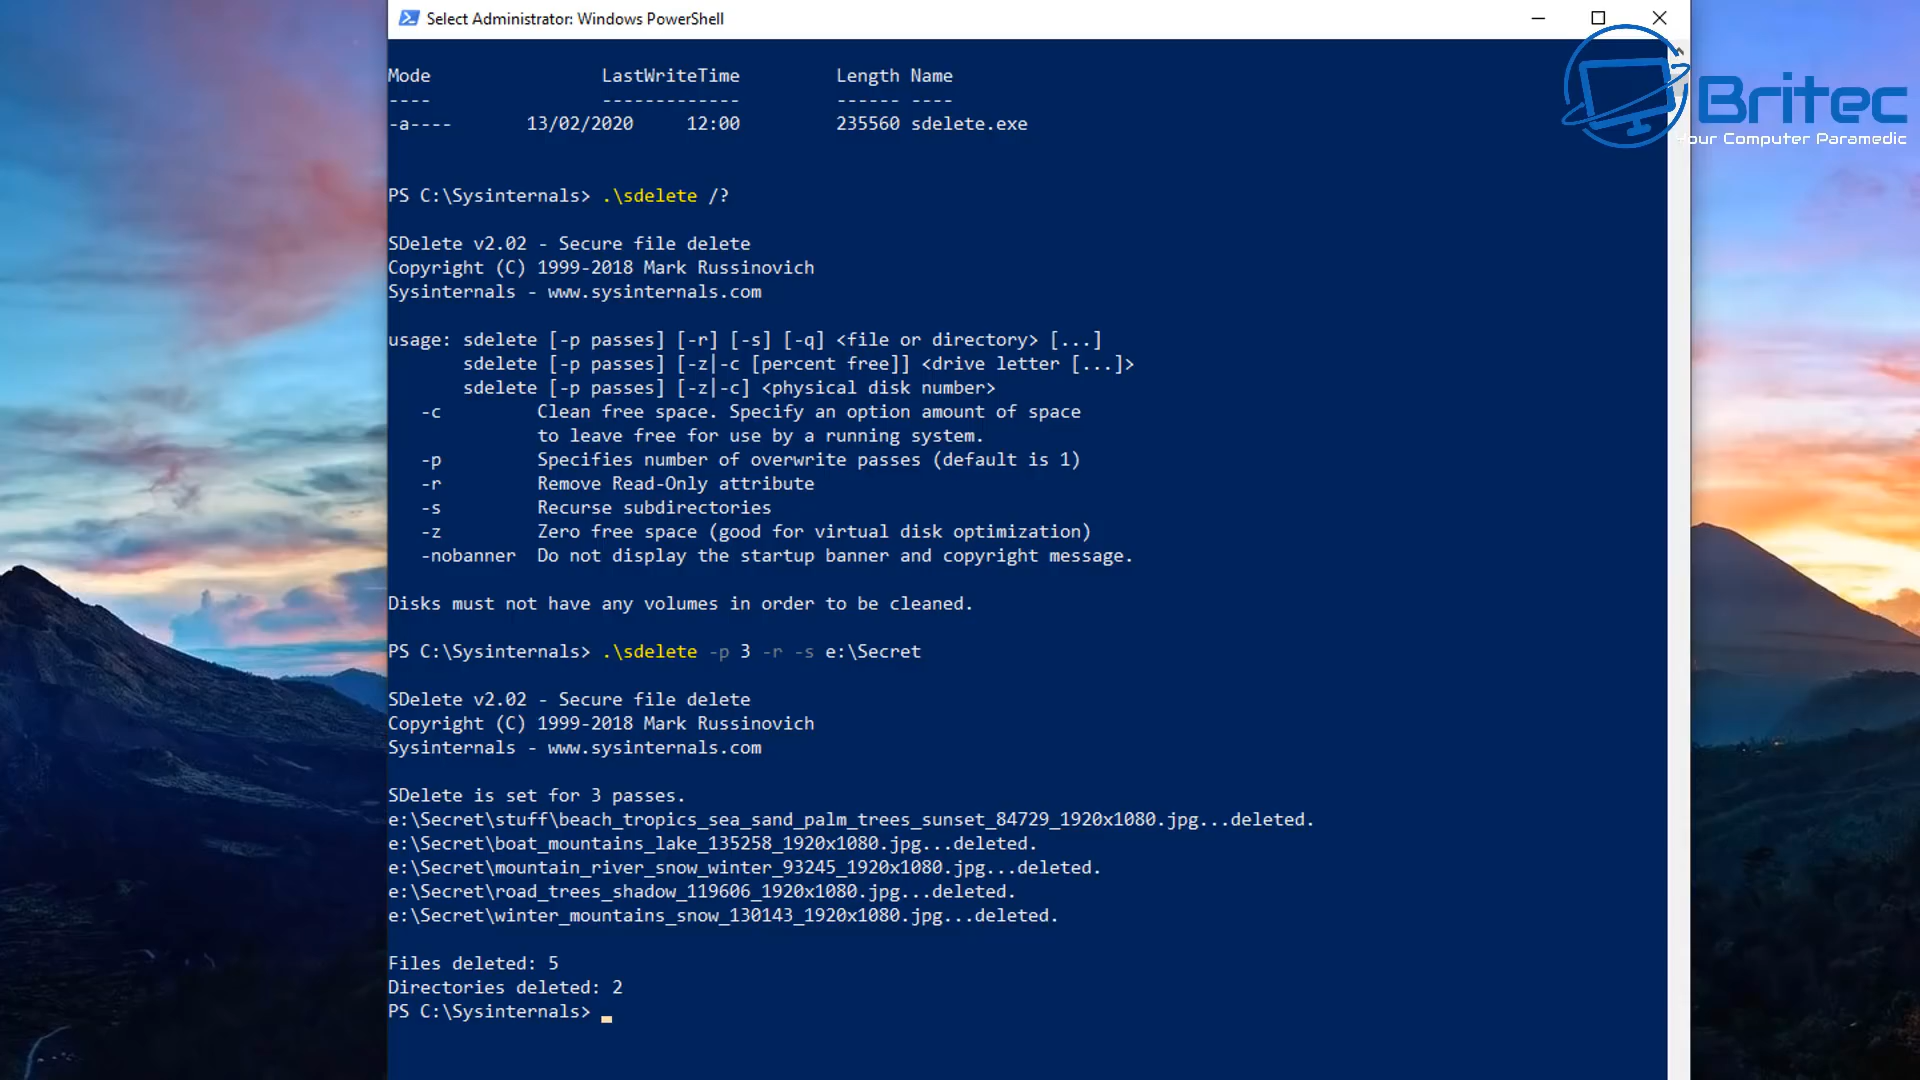 Select Administrator: Windows PowerShell
Mode LastWriteTime Length Name
---- ------------- ------ ----
-a---- 13/02/2020 12:00 235560 sdelete.exe
PS C:\Sysinternals> .\sdelete /?
SDelete v2.02 - Secure file delete
Copyright (C) 1999-2018 Mark Russinovich
Sysinternals - www.sysinternals.com
usage: sdelete [-p passes] [-r] [-s] [-q] <file or directory> [...]
sdelete [-p passes] [-z|-c [percent free]] <drive letter [...]>
sdelete [-p passes] [-z|-c] <physical disk number>
-c Clean free space. Specify an option amount of space
to leave free for use by a running system.
-p Specifies number of overwrite passes (default is 1)
-r Remove Read-Only attribute
-s Recurse subdirectories
-z Zero free space (good for virtual disk optimization)
-nobanner Do not display the startup banner and copyright message.
Disks must not have any volumes in order to be cleaned.
PS C:\Sysinternals> .\sdelete -p 3 -r -s e:\Secret
SDelete v2.02 - Secure file delete
Copyright (C) 1999-2018 Mark Russinovich
Sysinternals - www.sysinternals.com
SDelete is set for 3 passes.
e:\Secret\stuff\beach_tropics_sea_sand_palm_trees_sunset_84729_1920x1080.jpg...deleted.
e:\Secret\boat_mountains_lake_135258_1920x1080.jpg...deleted.
e:\Secret\mountain_river_snow_winter_93245_1920x1080.jpg...deleted.
e:\Secret\road_trees_shadow_119606_1920x1080.jpg...deleted.
e:\Secret\winter_mountains_snow_130143_1920x1080.jpg...deleted.
Files deleted: 5
Directories deleted: 2
PS C:\Sysinternals>
Britec
Your Computer Paramedic